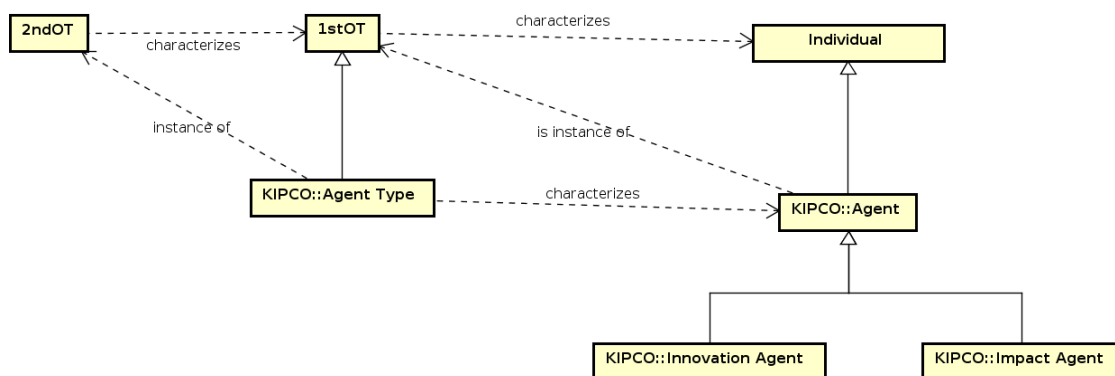 characterizes
2ndOT
1stOT
Individual
characterizes
instance of
is instance of
KIPCO::Agent Type
characterizes
KIPCO::Agent
KIPCO::Innovation Agent
KIPCO::Impact Agent